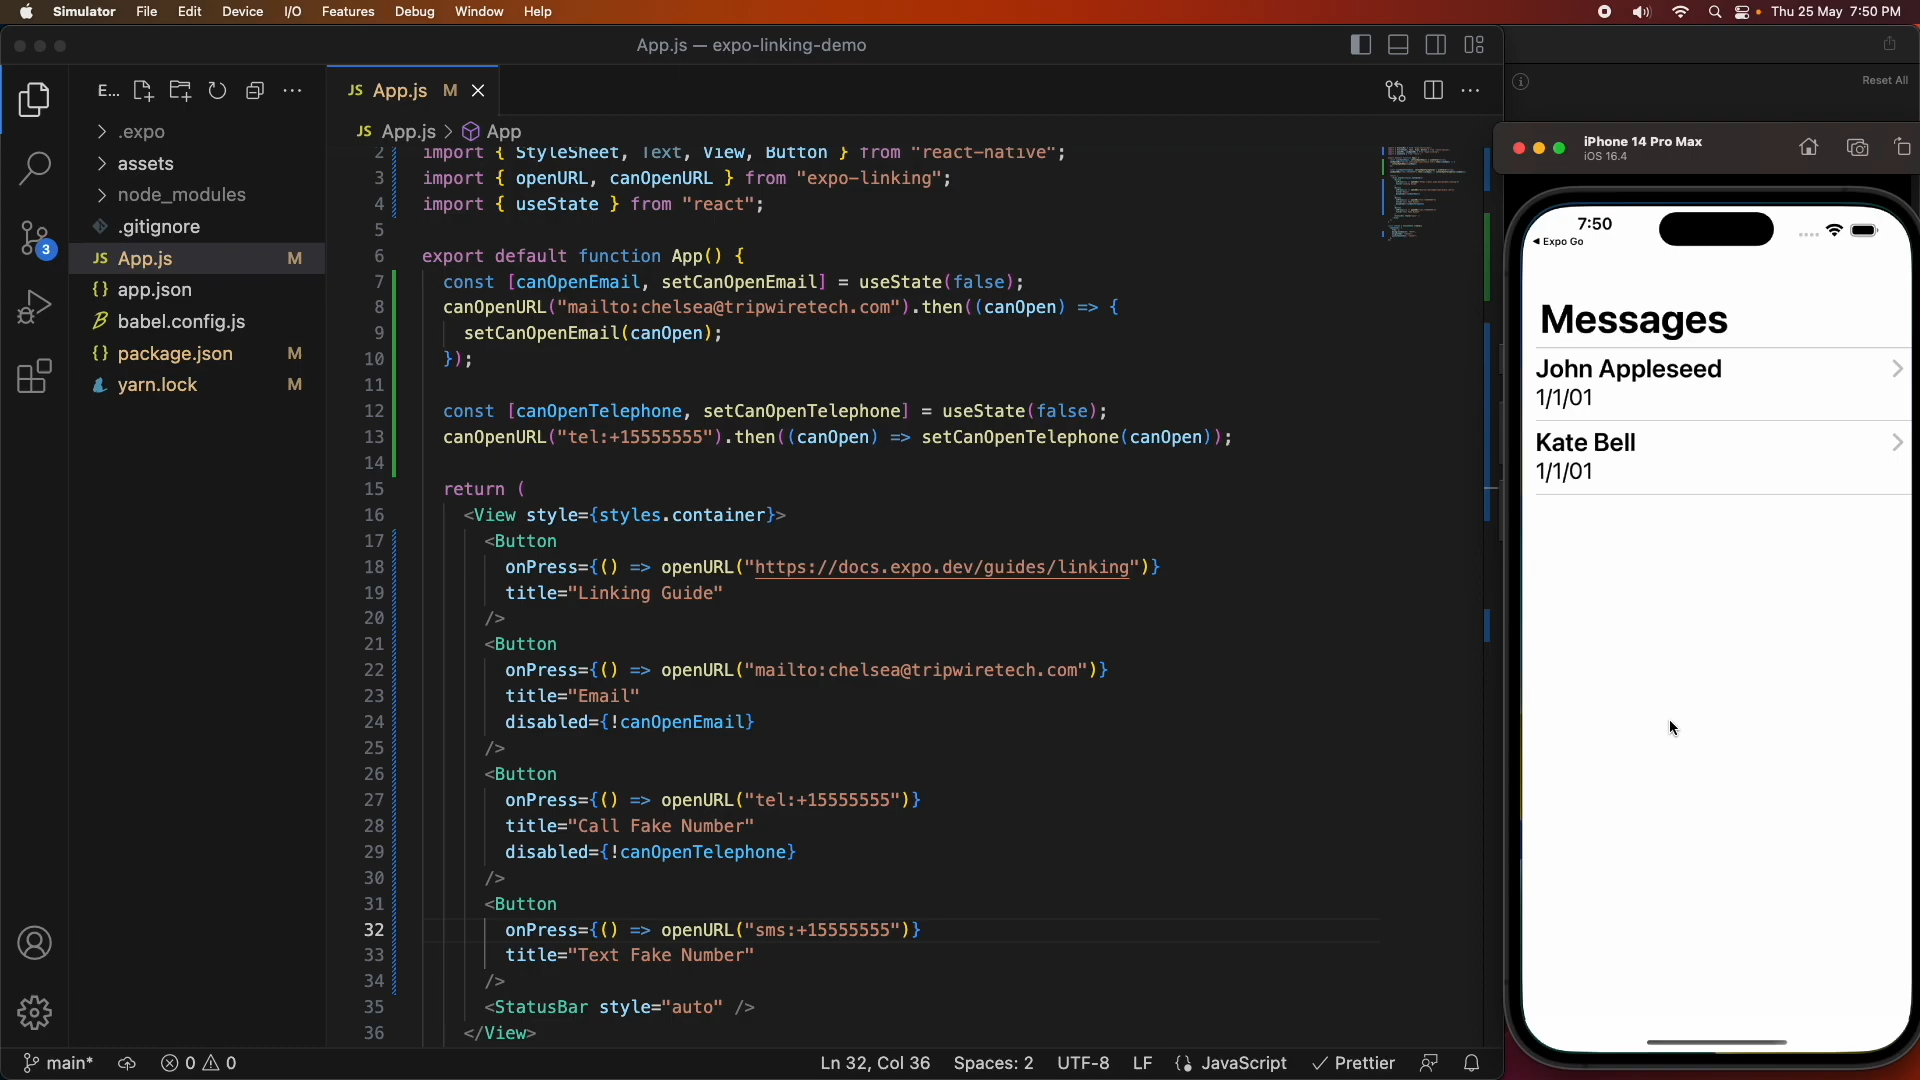 Simulator File Edit Device I/O Features Debug Window Help
Thu 25 May 7:50 PM
App.js — expo-linking-demo
E...
JS App.js M
Reset All
JS App.js > App
iPhone 14 Pro Max
iOS 16.4
.expo
assets
node_modules
.gitignore
JS App.js M
{} app.json
babel.config.js
{} package.json M
yarn.lock M
3
2 import { StyleSheet, Text, View, Button } from "react-native";
3 import { openURL, canOpenURL } from "expo-linking";
4 import { useState } from "react";
5
6 export default function App() {
7 const [canOpenEmail, setCanOpenEmail] = useState(false);
8 canOpenURL("mailto:chelsea@tripwiretech.com").then((canOpen) => {
9 setCanOpenEmail(canOpen);
10 });
11
12 const [canOpenTelephone, setCanOpenTelephone] = useState(false);
13 canOpenURL("tel:+15555555").then((canOpen) => setCanOpenTelephone(canOpen));
14
15 return (
16 <View style={styles.container}>
17 <Button
18 onPress={() => openURL("https://docs.expo.dev/guides/linking")}
19 title="Linking Guide"
20 />
21 <Button
22 onPress={() => openURL("mailto:chelsea@tripwiretech.com")}
23 title="Email"
24 disabled={!canOpenEmail}
25 />
26 <Button
27 onPress={() => openURL("tel:+15555555")}
28 title="Call Fake Number"
29 disabled={!canOpenTelephone}
30 />
31 <Button
32 onPress={() => openURL("sms:+15555555")}
33 title="Text Fake Number"
34 />
35 <StatusBar style="auto" />
36 </View>
7:50
Expo Go
Messages
John Appleseed
1/1/01
Kate Bell
1/1/01
main* 0 0
Ln 32, Col 36 Spaces: 2 UTF-8 LF {} JavaScript Prettier